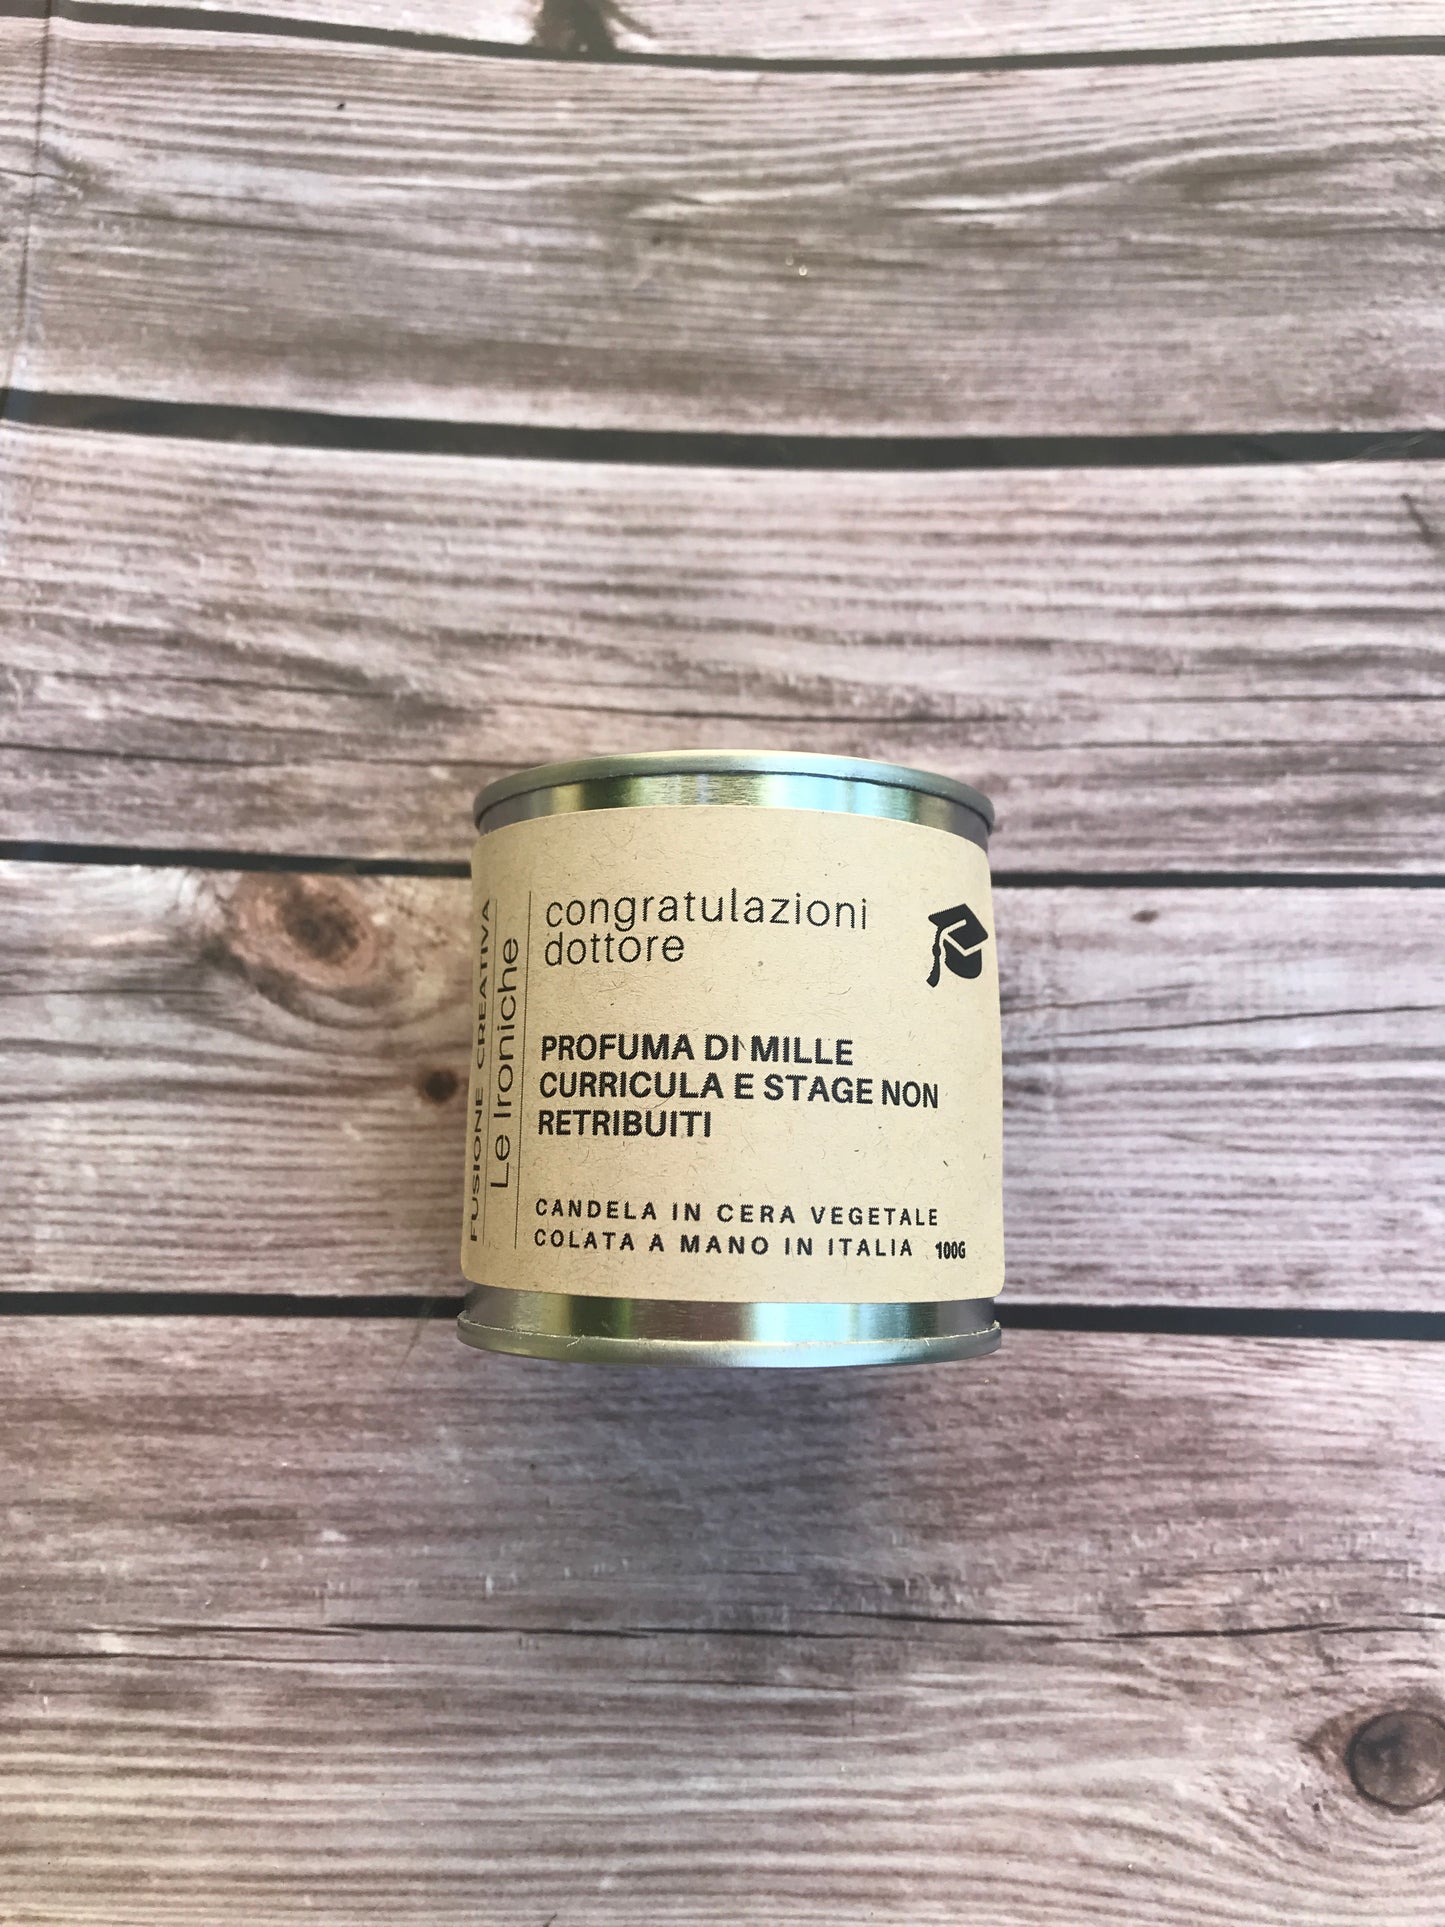 FUSIONE CREATIVA
Le Ironiche
congratulazioni
dottore
PROFUMA DI MILLE
CURRICULA E STAGE NON
RETRIBUITI
CANDELA IN CERA VEGETALE
COLATA A MANO IN ITALIA 100G